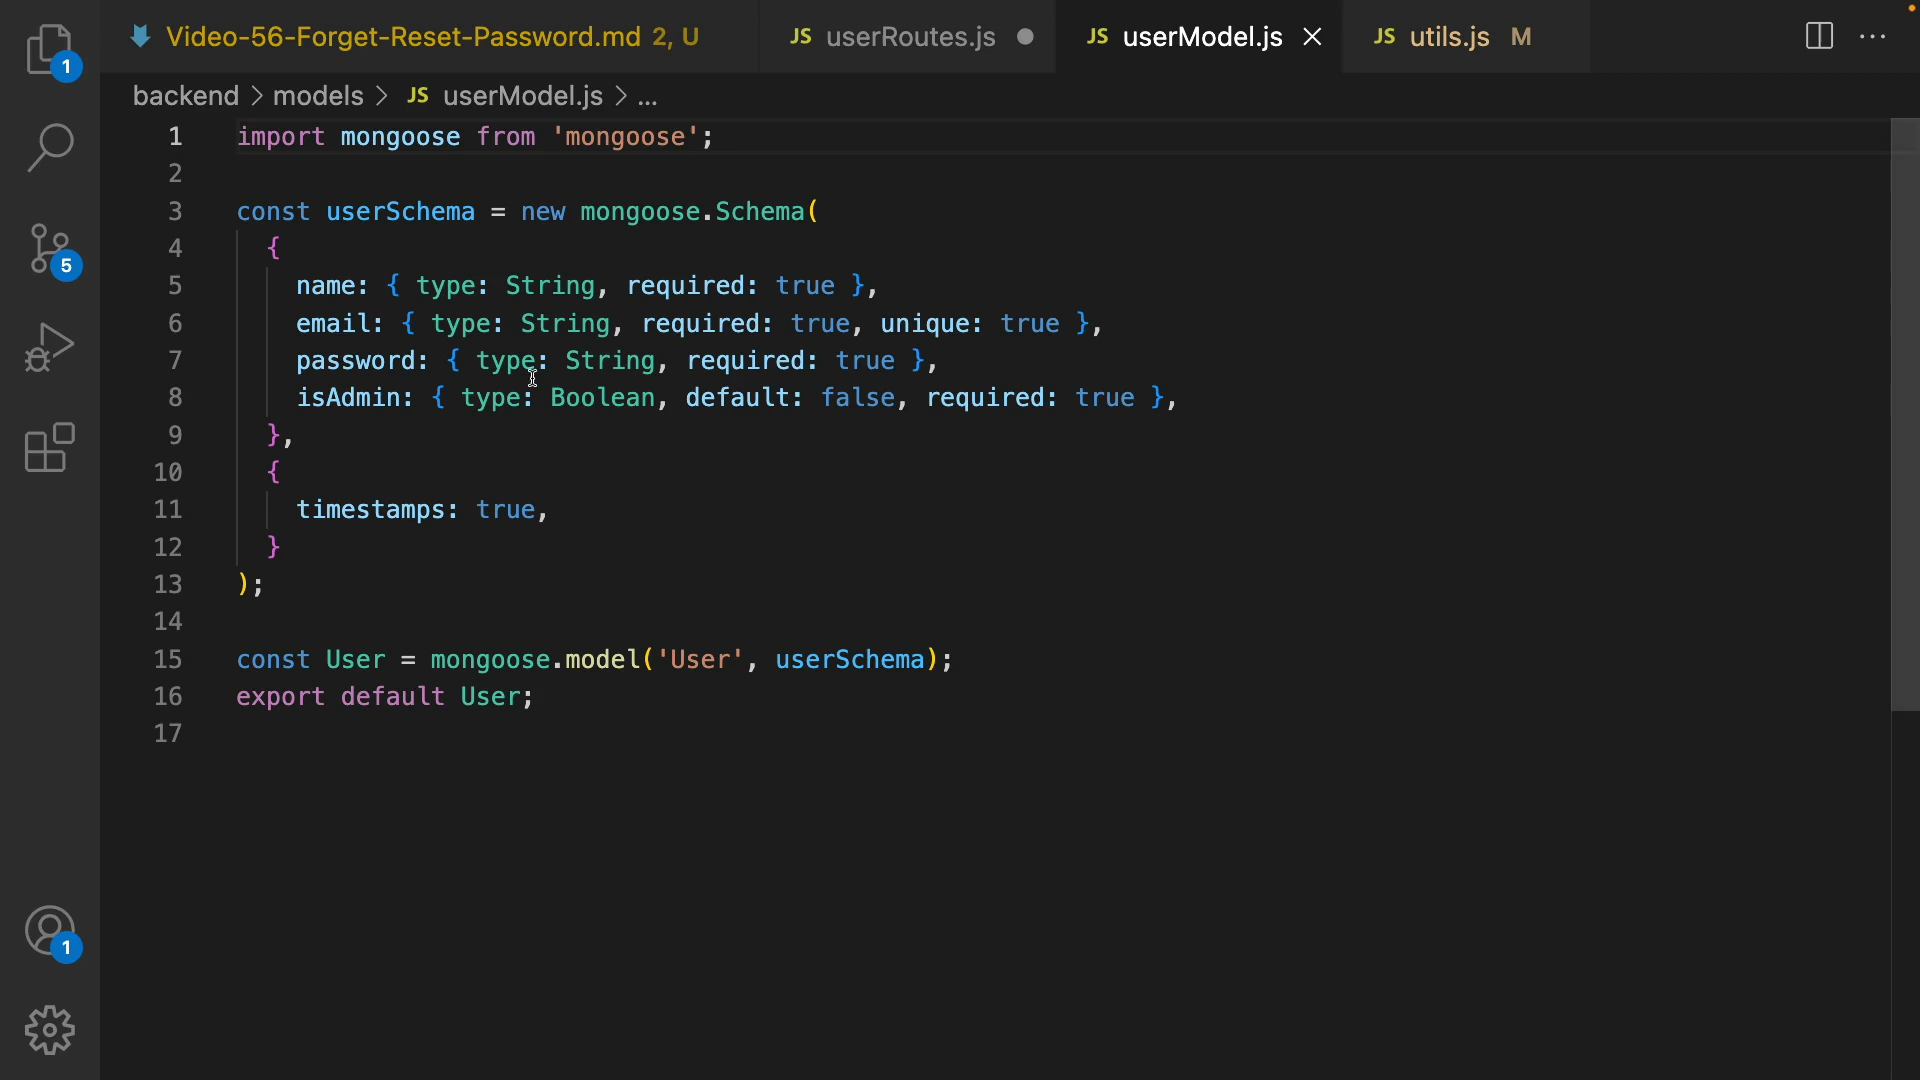 Video-56-Forget-Reset-Password.md 2, U JS userRoutes.js JS userModel.js JS utils.js M
backend > models > JS userModel.js > ...
1 import mongoose from 'mongoose';
2
3 const userSchema = new mongoose.Schema(
4 {
5 name: { type: String, required: true },
6 email: { type: String, required: true, unique: true },
7 password: { type: String, required: true },
8 isAdmin: { type: Boolean, default: false, required: true },
9 },
10 {
11 timestamps: true,
12 }
13 );
14
15 const User = mongoose.model('User', userSchema);
16 export default User;
17
1
5
1